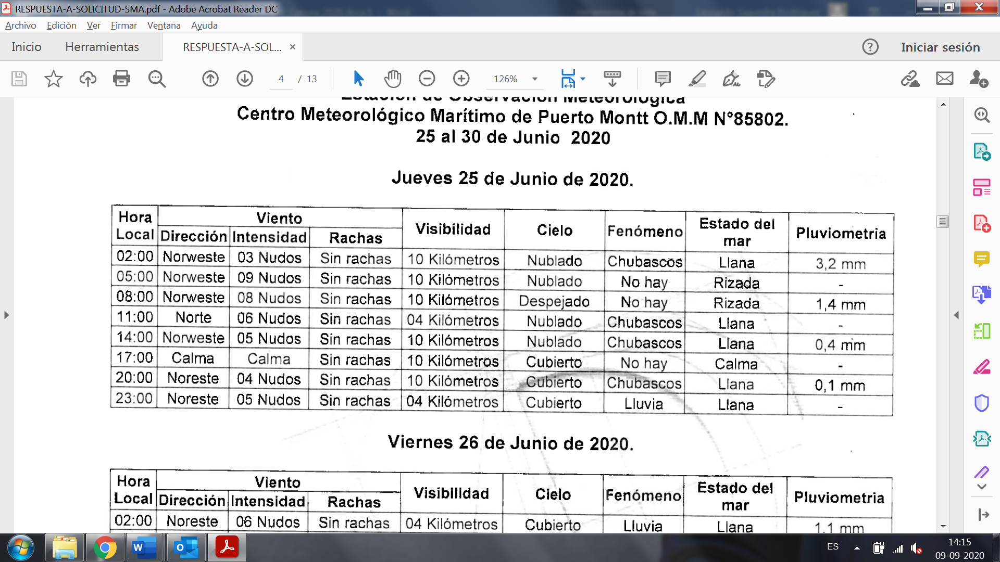 RESPUESTA-A-SOLICITUD-SMA.pdf - Adobe Acrobat Reader DC
Archivo Edición Ver Firmar Ventana Ayuda
Inicio Herramientas RESPUESTA-A-SOL... × ? Iniciar sesión
4 / 13 126%
Estación de Observación Meteorológica
Centro Meteorológico Marítimo de Puerto Montt O.M.M N°85802.
25 al 30 de Junio 2020
Jueves 25 de Junio de 2020.
Hora Local Viento Visibilidad Cielo Fenómeno Estado del mar Pluviometria
Dirección Intensidad Rachas
02:00 Norweste 03 Nudos Sin rachas 10 Kilómetros Nublado Chubascos Llana 3,2 mm
05:00 Norweste 09 Nudos Sin rachas 10 Kilómetros Nublado No hay Rizada -
08:00 Norweste 08 Nudos Sin rachas 10 Kilómetros Despejado No hay Rizada 1,4 mm
11:00 Norte 06 Nudos Sin rachas 04 Kilómetros Nublado Chubascos Llana -
14:00 Norweste 05 Nudos Sin rachas 10 Kilómetros Nublado Chubascos Llana 0,4 mm
17:00 Calma Calma Sin rachas 10 Kilómetros Cubierto No hay Calma -
20:00 Noreste 04 Nudos Sin rachas 10 Kilómetros Cubierto Chubascos Llana 0,1 mm
23:00 Noreste 05 Nudos Sin rachas 04 Kilómetros Cubierto Lluvia Llana -
Viernes 26 de Junio de 2020.
Hora Local Viento Visibilidad Cielo Fenómeno Estado del mar Pluviometria
Dirección Intensidad Rachas
02:00 Noreste 06 Nudos Sin rachas 04 Kilómetros Cubierto Lluvia Llana 1,1 mm
ES 14:15
09-09-2020